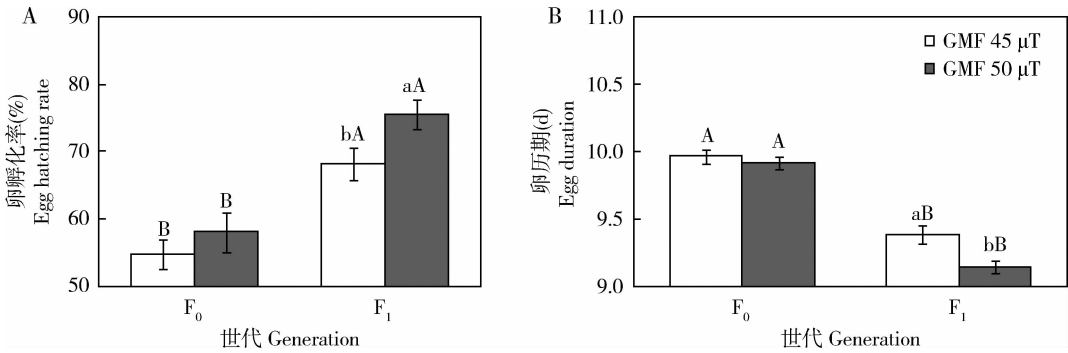 A
卵孵化率(%)
Egg hatching rate
90
80
70
60
50
B
B
bA
aA
F0
F1
世代 Generation
B
卵历期(d)
Egg duration
11.0
10.5
10.0
9.5
9.0
GMF 45 μT
GMF 50 μT
A
A
aB
bB
F0
F1
世代 Generation